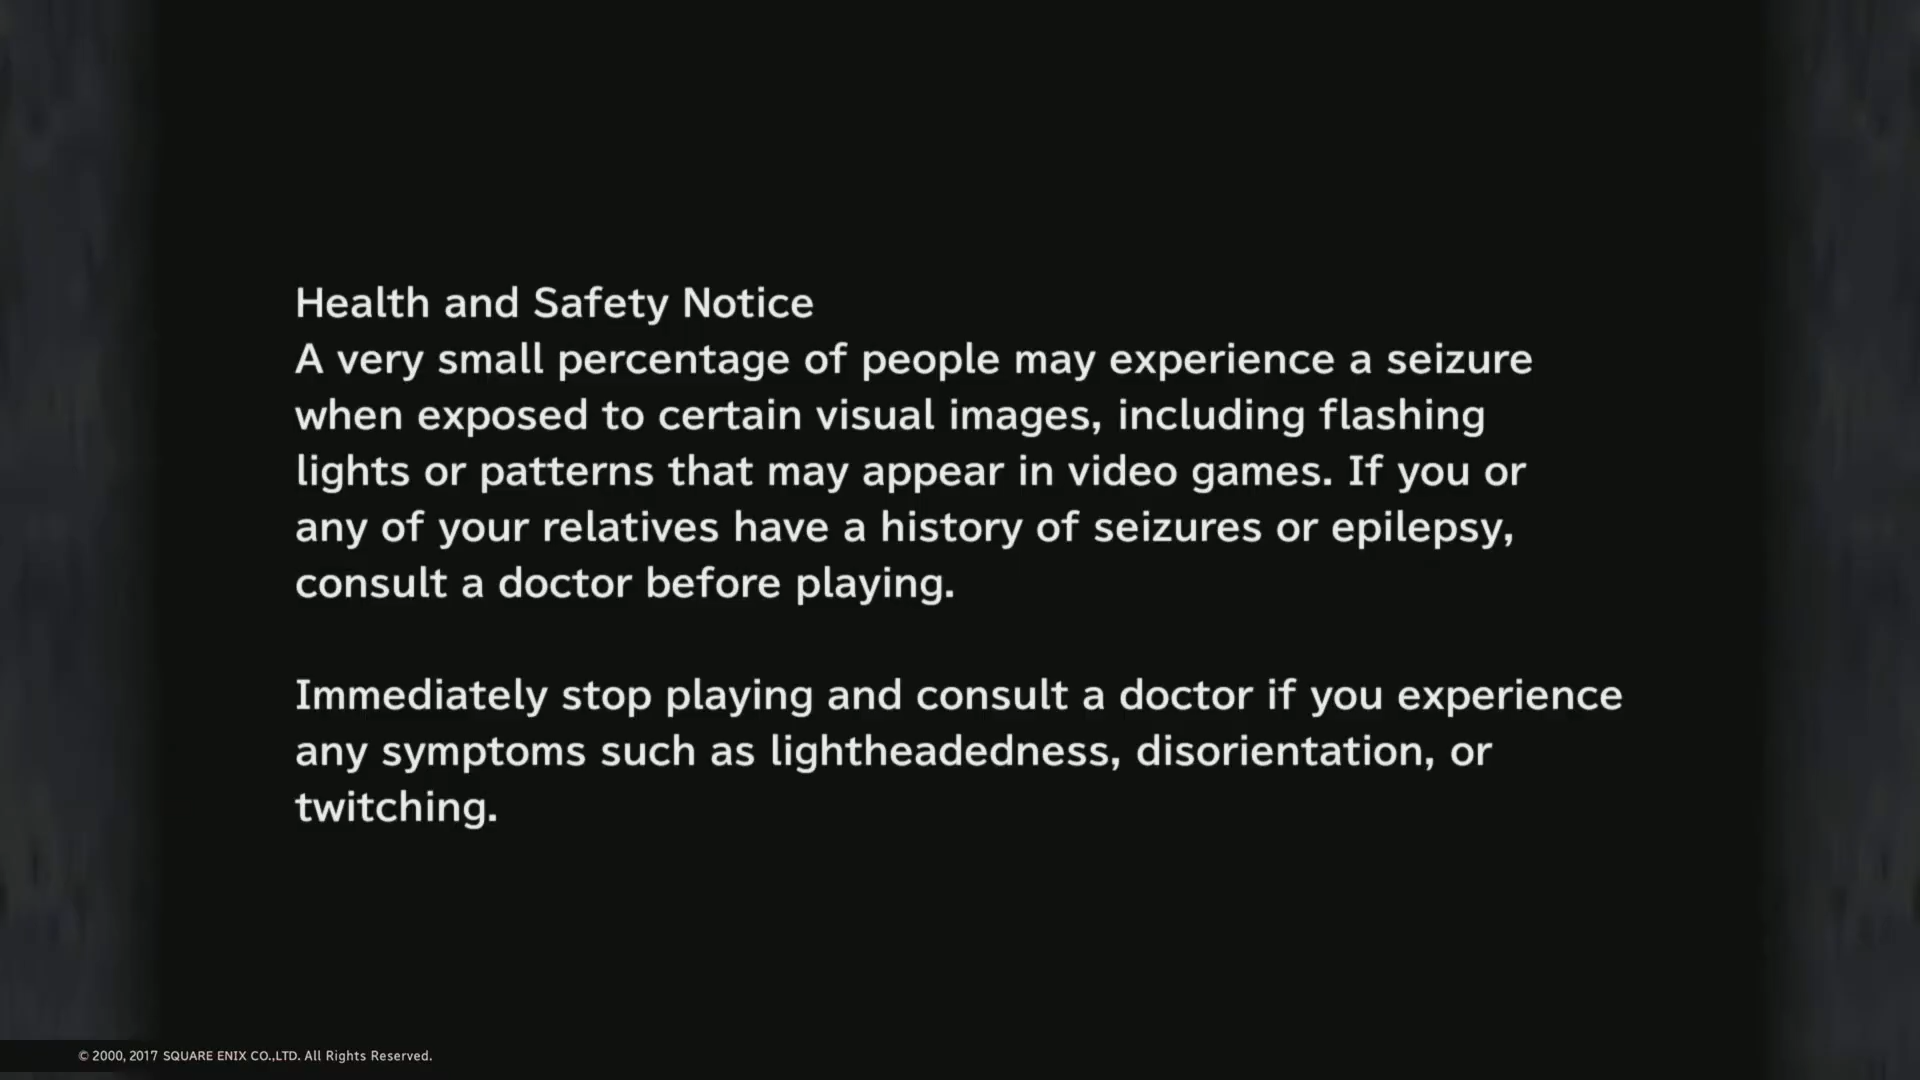 Health and Safety Notice
A very small percentage of people may experience a seizure
when exposed to certain visual images, including flashing
lights or patterns that may appear in video games. If you or
any of your relatives have a history of seizures or epilepsy,
consult a doctor before playing.
Immediately stop playing and consult a doctor if you experience
any symptoms such as lightheadedness, disorientation, or
twitching.
© 2000, 2017 SQUARE ENIX CO.,LTD. All Rights Reserved.